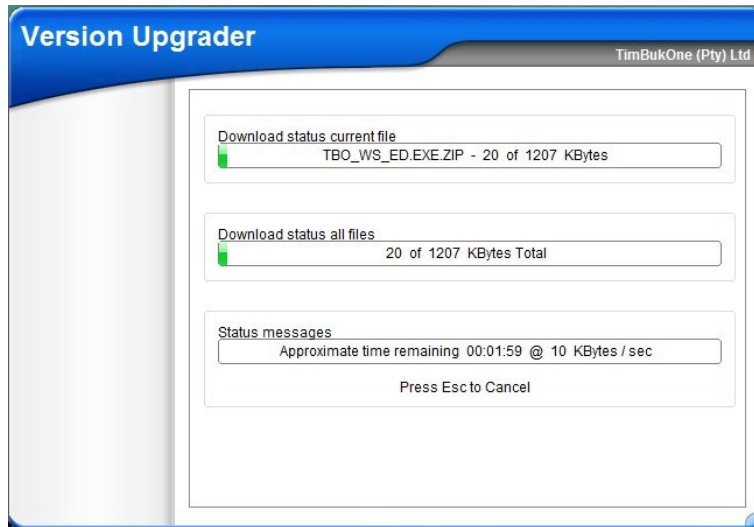 Version Upgrader
TimBukOne (Pty) Ltd
Download status current file
TBO_WS_ED.EXE.ZIP - 20 of 1207 KBytes
Download status all files
20 of 1207 KBytes Total
Status messages
Approximate time remaining 00:01:59 @ 10 KBytes / sec
Press Esc to Cancel